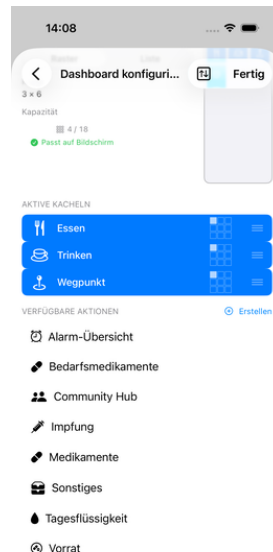 14:08
Dashboard konfiguri...
Fertig
3 × 6
Kapazität
4 / 18
Passt auf Bildschirm
AKTIVE KACHELN
Essen
Trinken
Wegpunkt
VERFÜGBARE AKTIONEN
Erstellen
Alarm-Übersicht
Bedarfsmedikamente
Community Hub
Impfung
Medikamente
Sonstiges
Tagesflüssigkeit
Vorrat